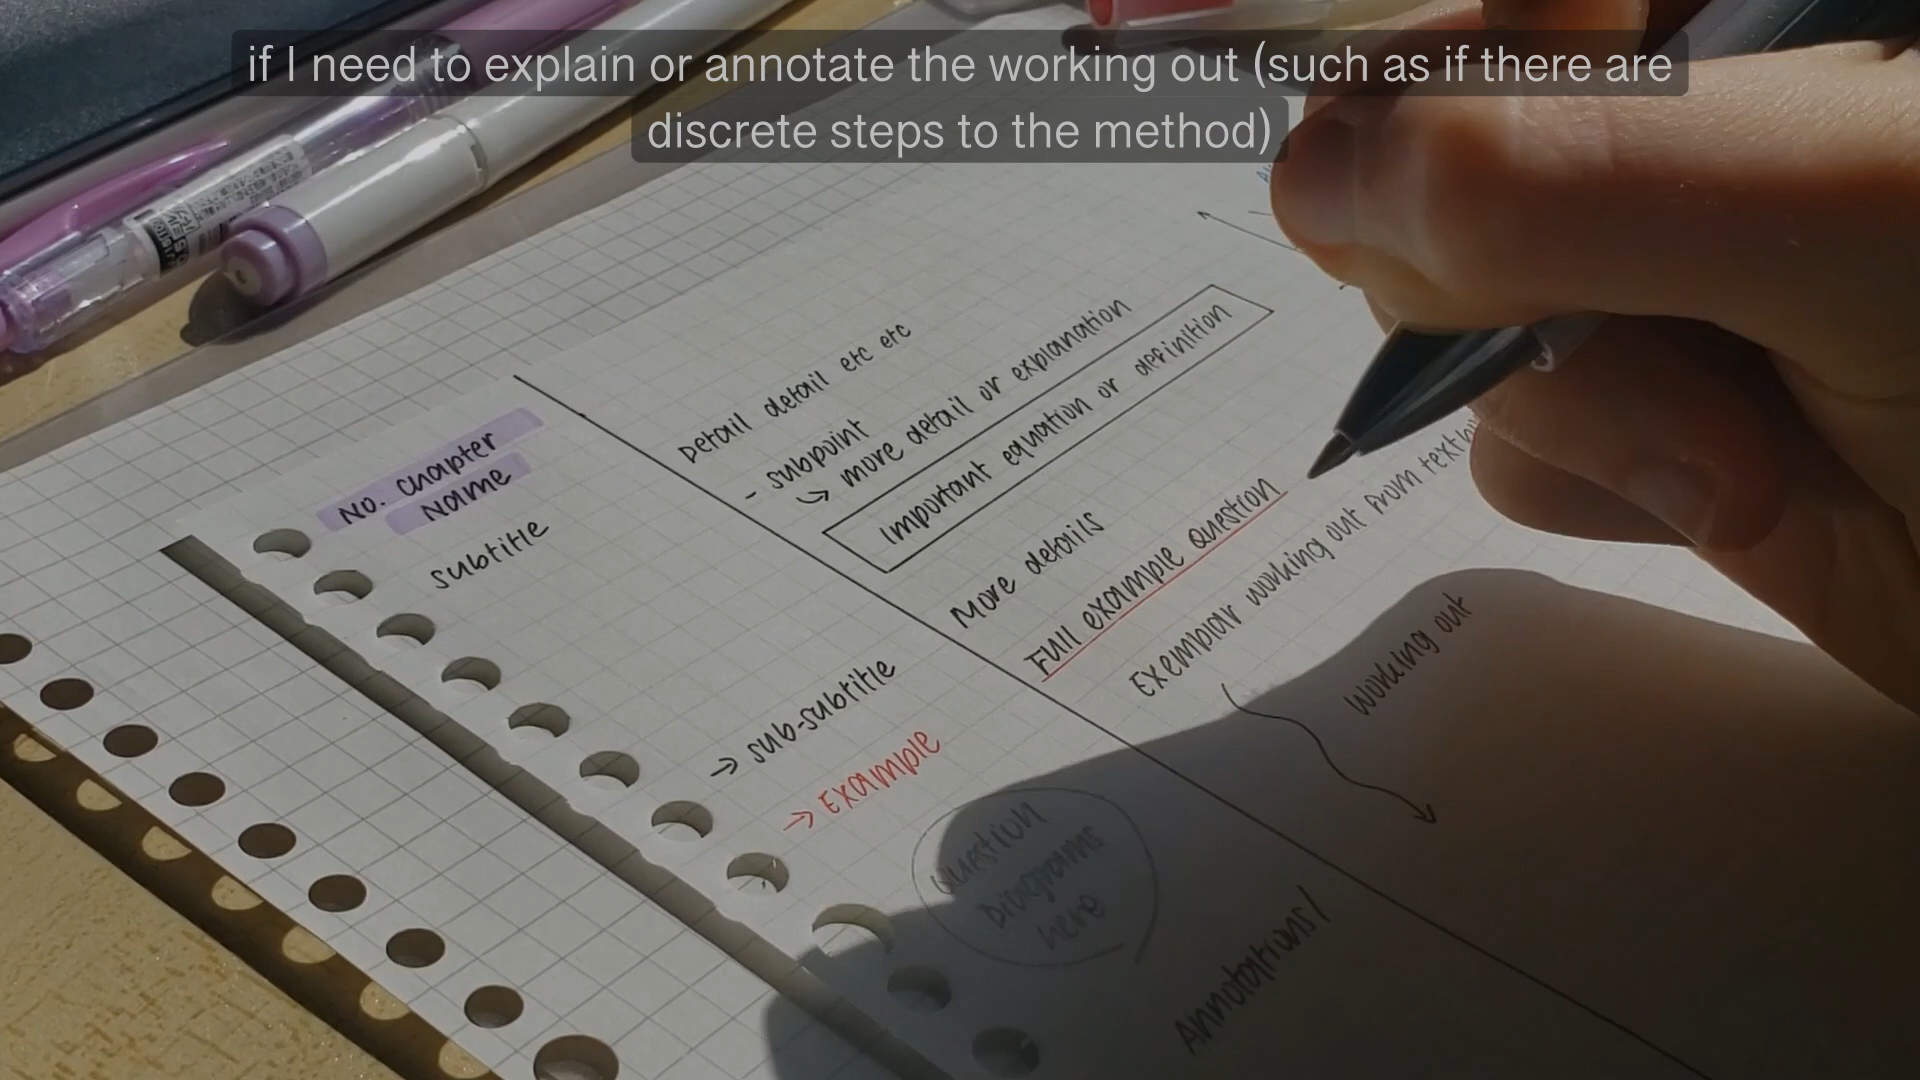 if I need to explain or annotate the working out (such as if there are
discrete steps to the method)
No. chapter
Name
subtitle
→ sub-subtitle
→ Example
Question
Diagrams
here
Detail detail etc etc
- subpoint
↳ more detail or explanation
Important equation or definition
More details
Full example question
Exemplar working out from
working out
Annotations/